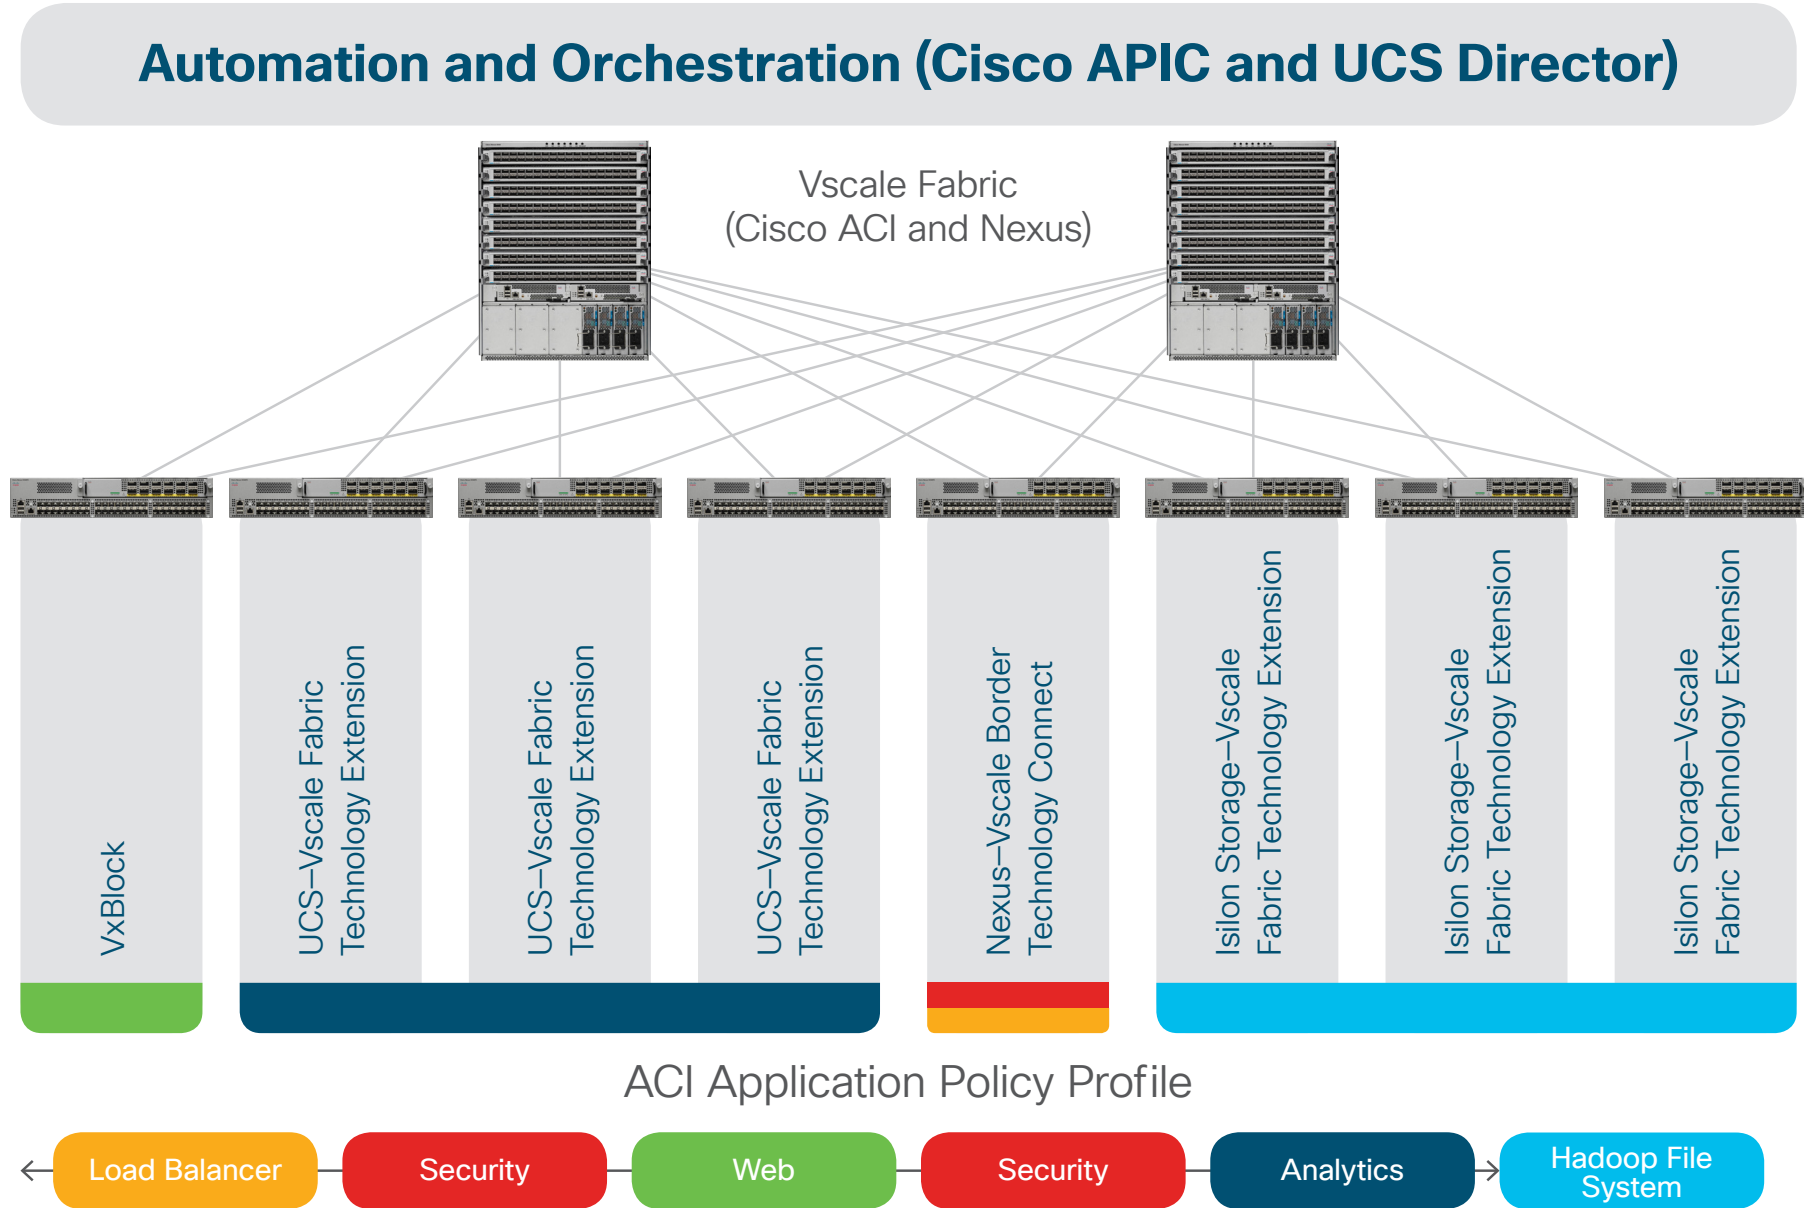 Automation and Orchestration (Cisco APIC and UCS Director)
Vscale Fabric
(Cisco ACI and Nexus)
VxBlock
UCS–Vscale Fabric
Technology Extension
UCS–Vscale Fabric
Technology Extension
UCS–Vscale Fabric
Technology Extension
Nexus–Vscale Border
Technology Connect
Isilon Storage–Vscale
Fabric Technology Extension
Isilon Storage–Vscale
Fabric Technology Extension
Isilon Storage–Vscale
Fabric Technology Extension
ACI Application Policy Profile
Load Balancer
Security
Web
Security
Analytics
Hadoop File
System